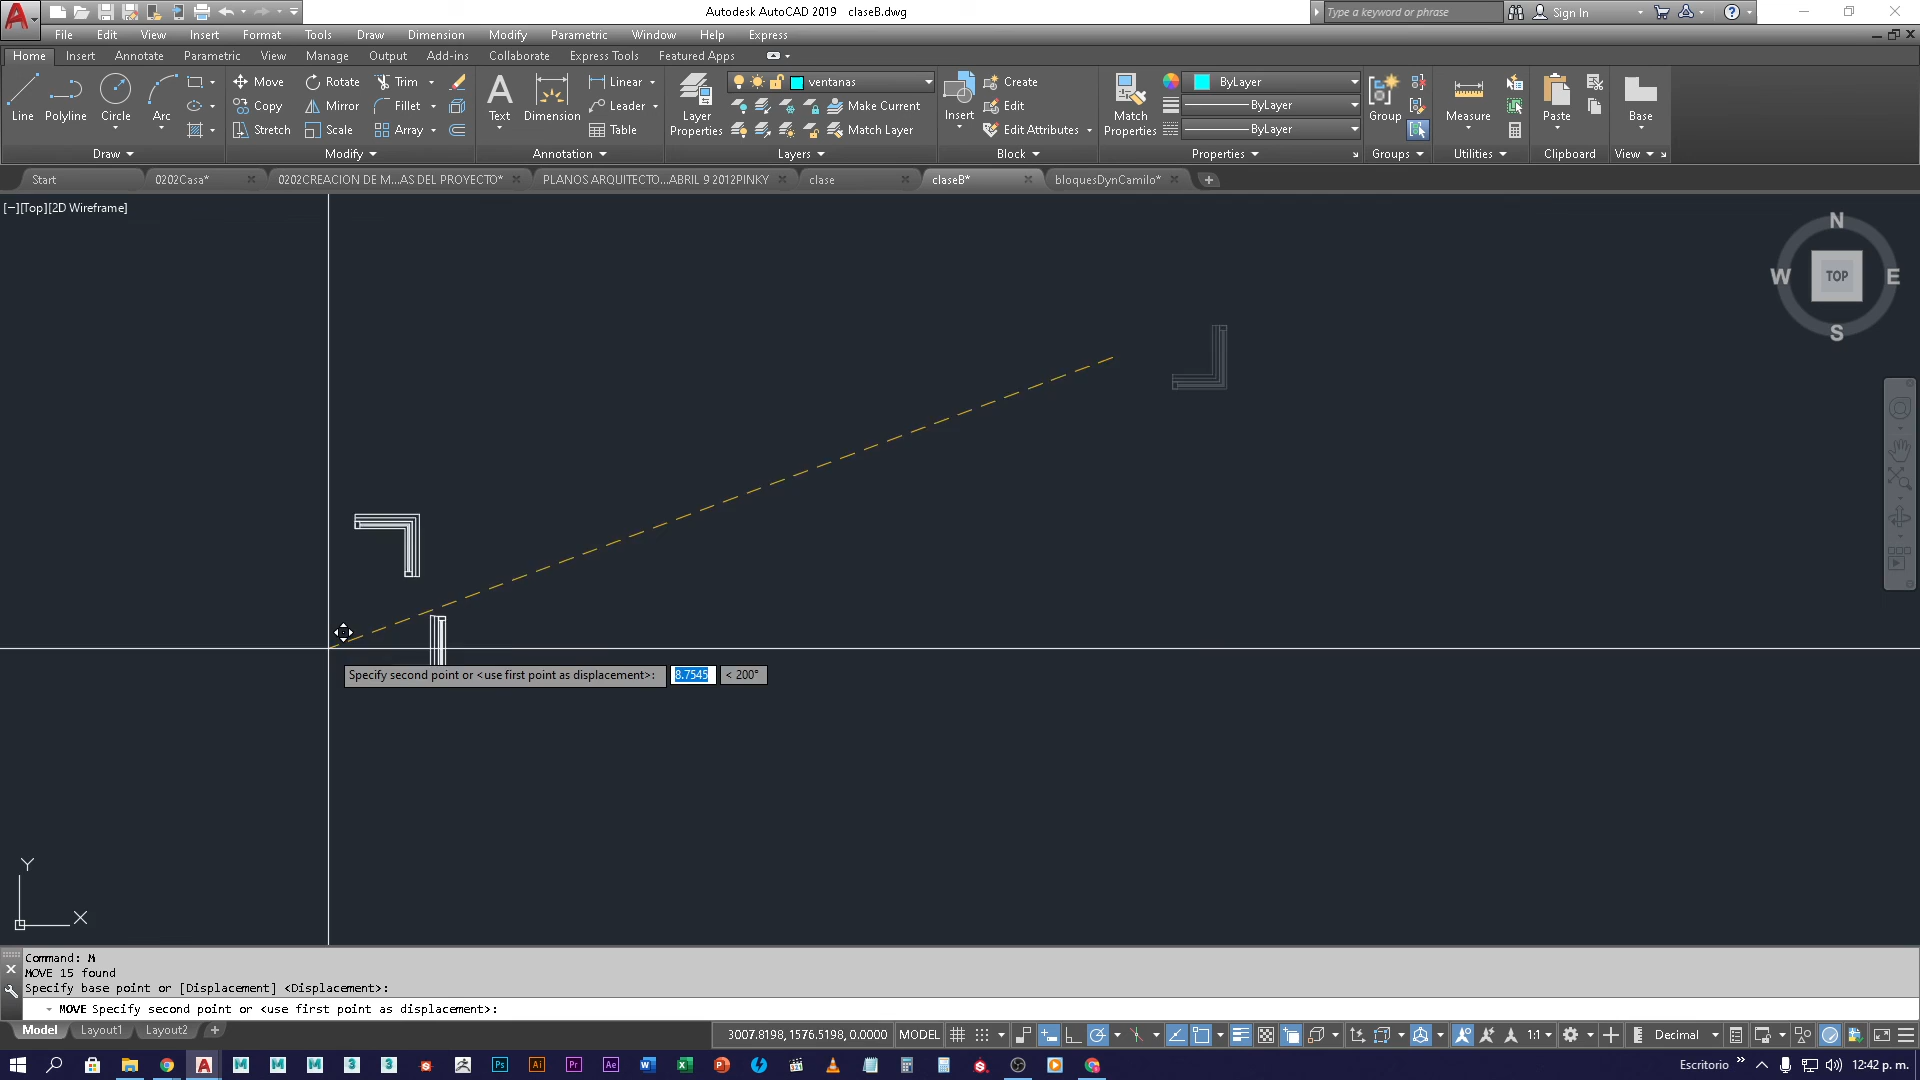 Autodesk AutoCAD 2019 claseB.dwg
Type a keyword or phrase
Sign In
File Edit View Insert Format Tools Draw Dimension Modify Parametric Window Help Express
Home Insert Annotate Parametric View Manage Output Add-ins Collaborate Express Tools Featured Apps
Line Polyline Circle Arc
Move Rotate Trim
Copy Mirror Fillet
Stretch Scale Array
Text Dimension
Linear
Leader
Table
Layer Properties
ventanas
Make Current
Match Layer
Insert
Create
Edit
Edit Attributes
Match Properties
ByLayer
ByLayer
ByLayer
Group
Measure
Paste
Base
Draw Modify Annotation Layers Block Properties Groups Utilities Clipboard View
Start 0202Casa* 0202CREACION DE M...AS DEL PROYECTO* PLANOS ARQUITECTO...ABRIL 9 2012PINKY clase claseB* bloquesDynCamilo*
[−][Top][2D Wireframe]
N
W TOP E
S
Specify second point or <use first point as displacement>: 8.7545 < 200°
Y
X
Command: M
MOVE 15 found
Specify base point or [Displacement] <Displacement>:
MOVE Specify second point or <use first point as displacement>:
Model Layout1 Layout2
3007.8198, 1576.5198, 0.0000 MODEL 1:1 Decimal
Escritorio 12:42 p. m.